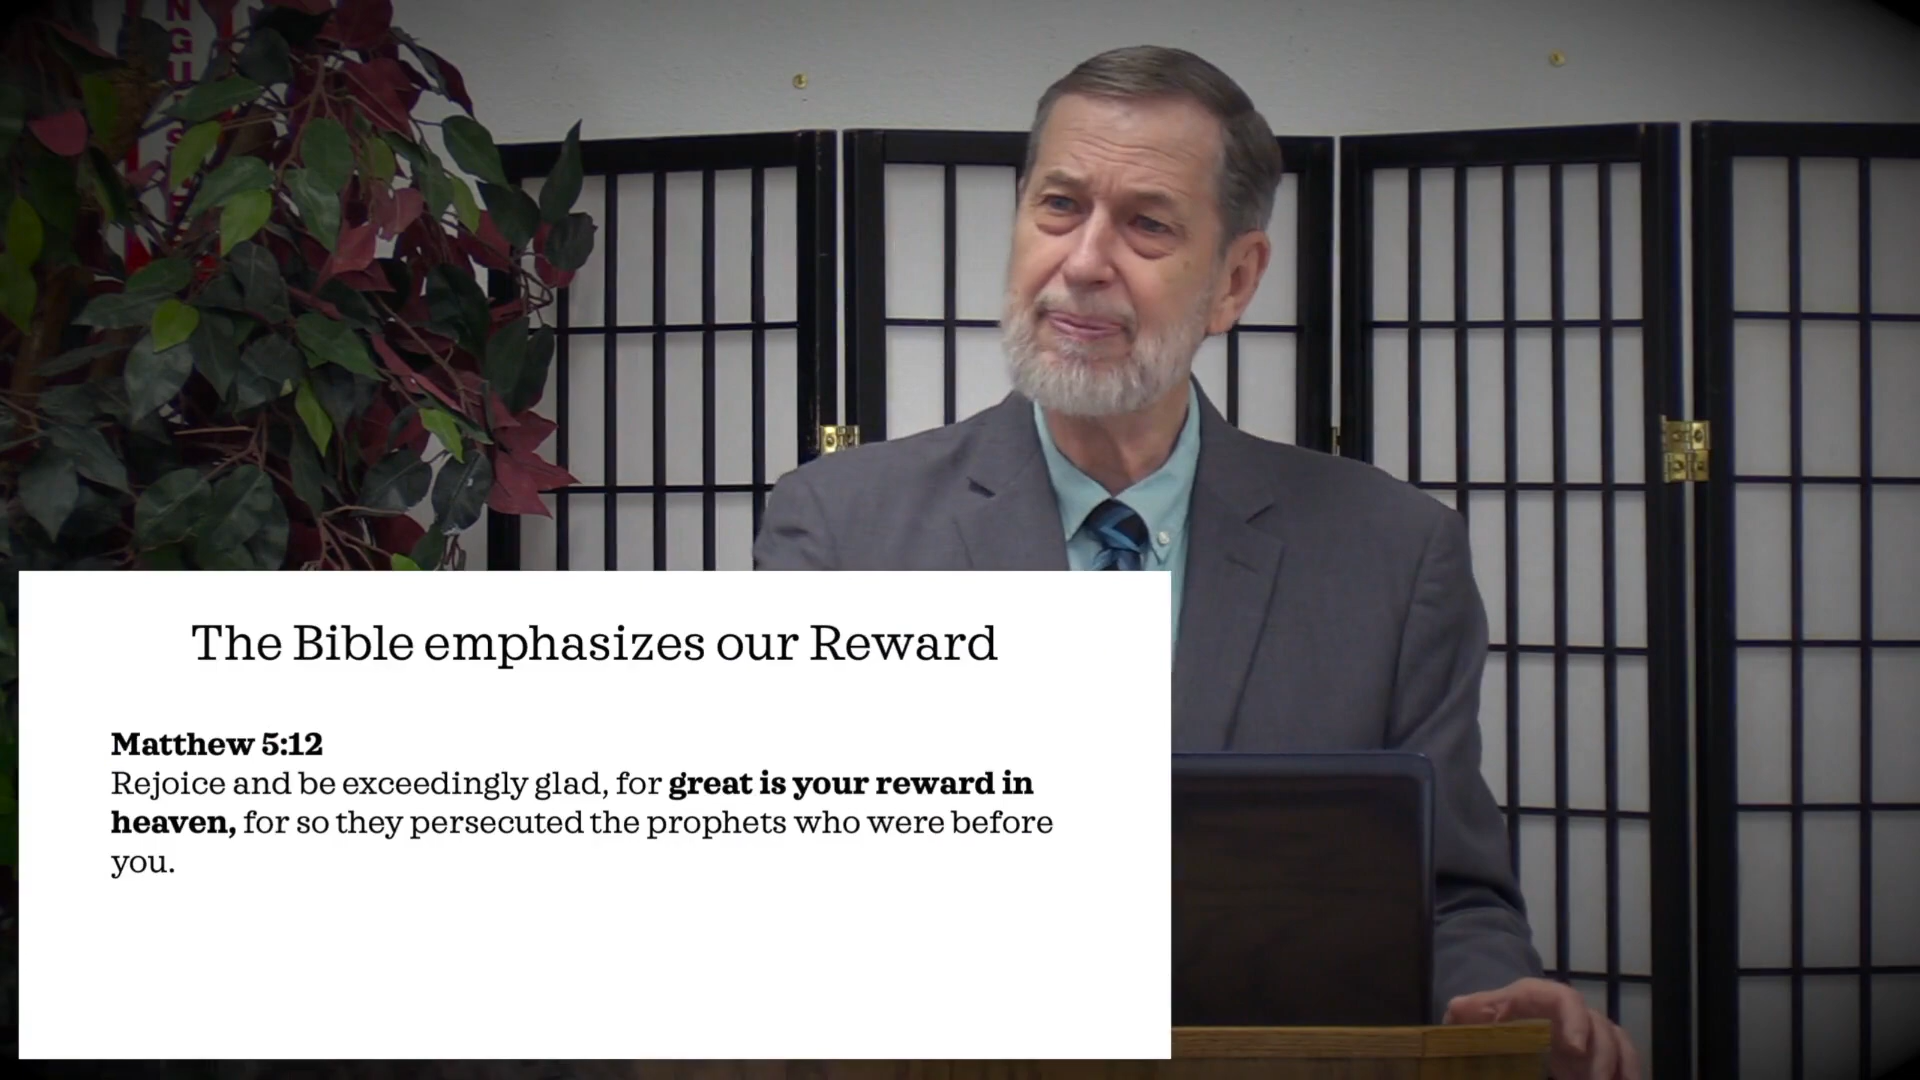 The Bible emphasizes our Reward
Matthew 5:12
Rejoice and be exceedingly glad, for great is your reward in
heaven, for so they persecuted the prophets who were before
you.